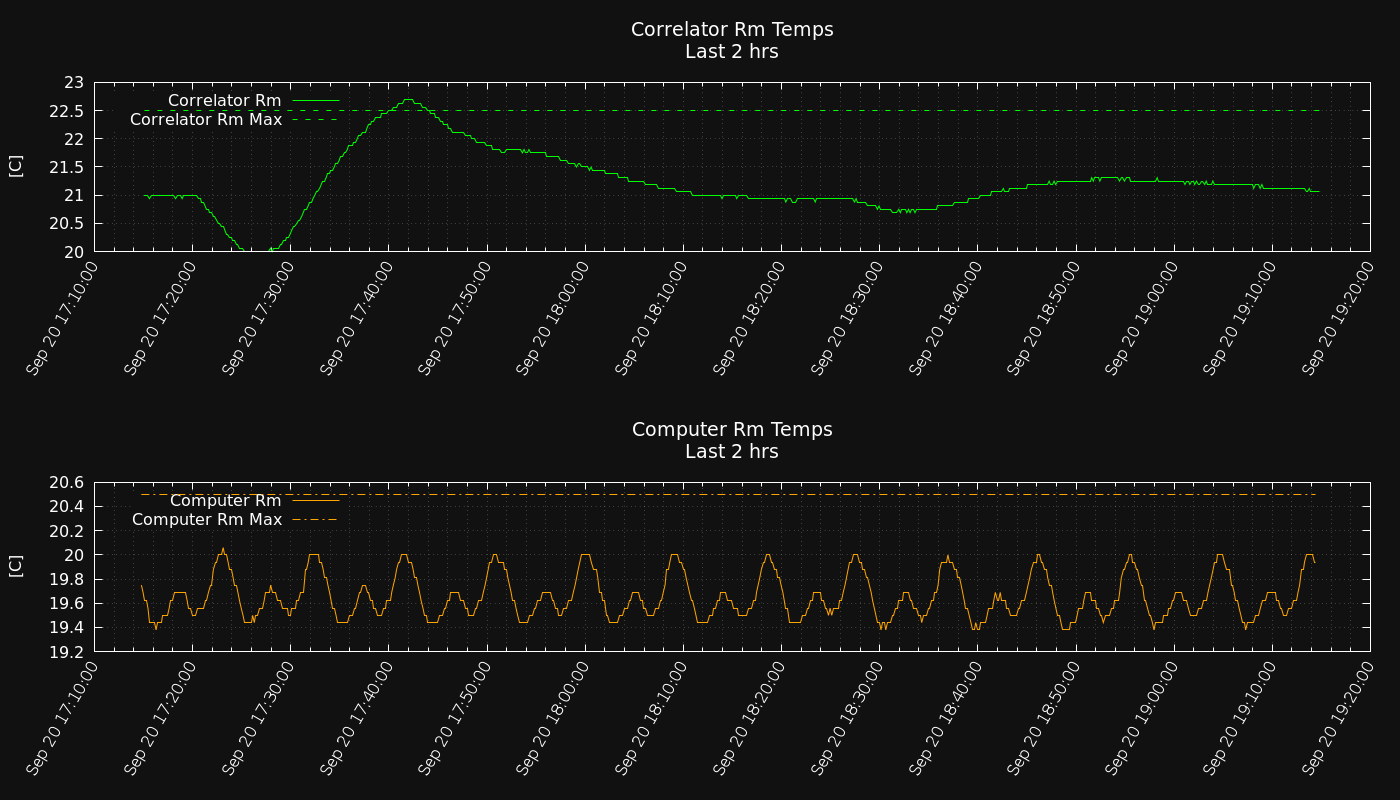 Correlator Rm Temps
Last 2 hrs
[C]
23
22.5
22
21.5
21
20.5
20
Correlator Rm
Correlator Rm Max
Sep 20 17:10:00
Sep 20 17:20:00
Sep 20 17:30:00
Sep 20 17:40:00
Sep 20 17:50:00
Sep 20 18:00:00
Sep 20 18:10:00
Sep 20 18:20:00
Sep 20 18:30:00
Sep 20 18:40:00
Sep 20 18:50:00
Sep 20 19:00:00
Sep 20 19:10:00
Sep 20 19:20:00
Computer Rm Temps
Last 2 hrs
[C]
20.6
20.4
20.2
20
19.8
19.6
19.4
19.2
Computer Rm
Computer Rm Max
Sep 20 17:10:00
Sep 20 17:20:00
Sep 20 17:30:00
Sep 20 17:40:00
Sep 20 17:50:00
Sep 20 18:00:00
Sep 20 18:10:00
Sep 20 18:20:00
Sep 20 18:30:00
Sep 20 18:40:00
Sep 20 18:50:00
Sep 20 19:00:00
Sep 20 19:10:00
Sep 20 19:20:00